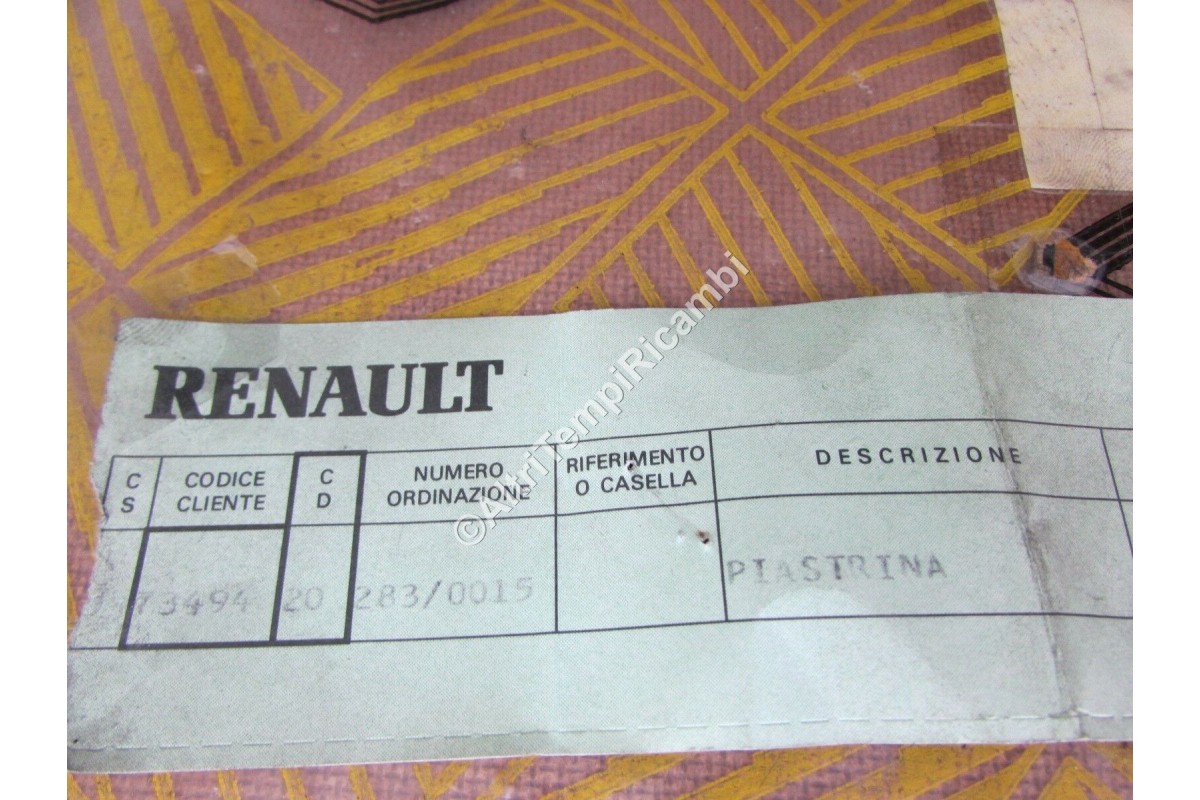 RENAULT
C S CODICE CLIENTE C D NUMERO ORDINAZIONE RIFERIMENTO O CASELLA DESCRIZIONE
73494 20 283/0015 PIASTRINA
©AltriTempiRicambi